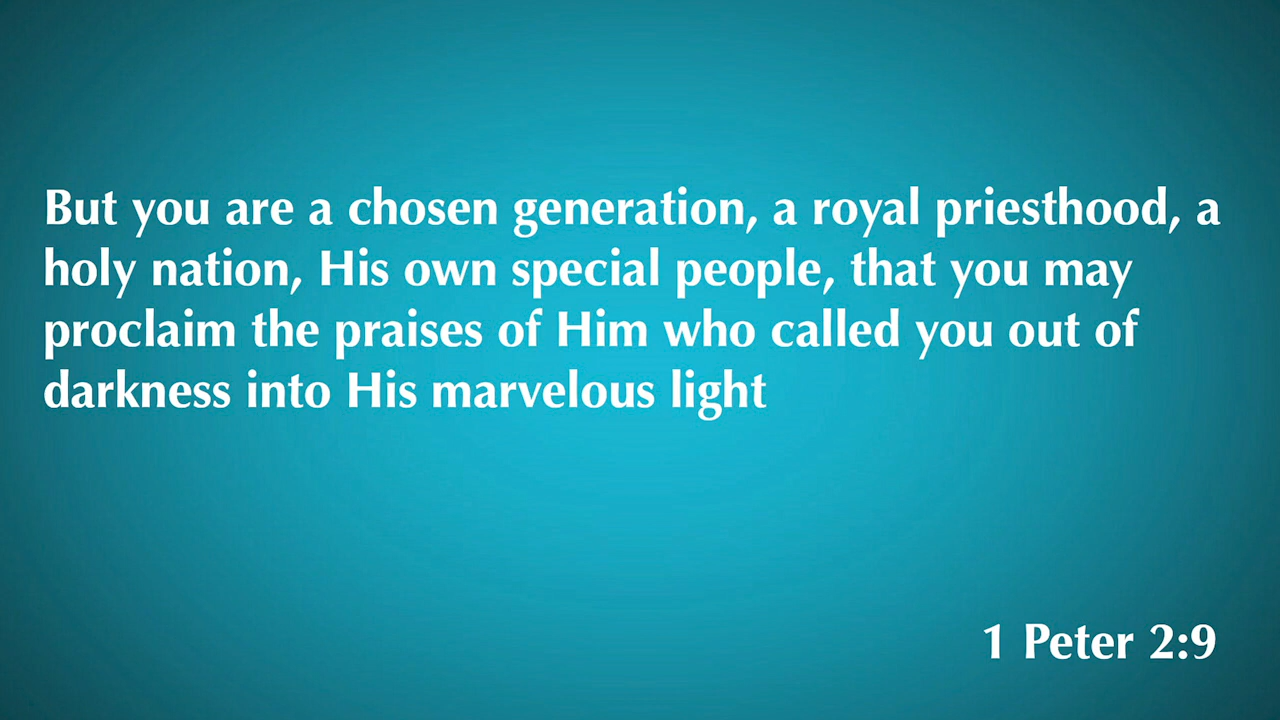 But you are a chosen generation, a royal priesthood, a
holy nation, His own special people, that you may
proclaim the praises of Him who called you out of
darkness into His marvelous light
1 Peter 2:9